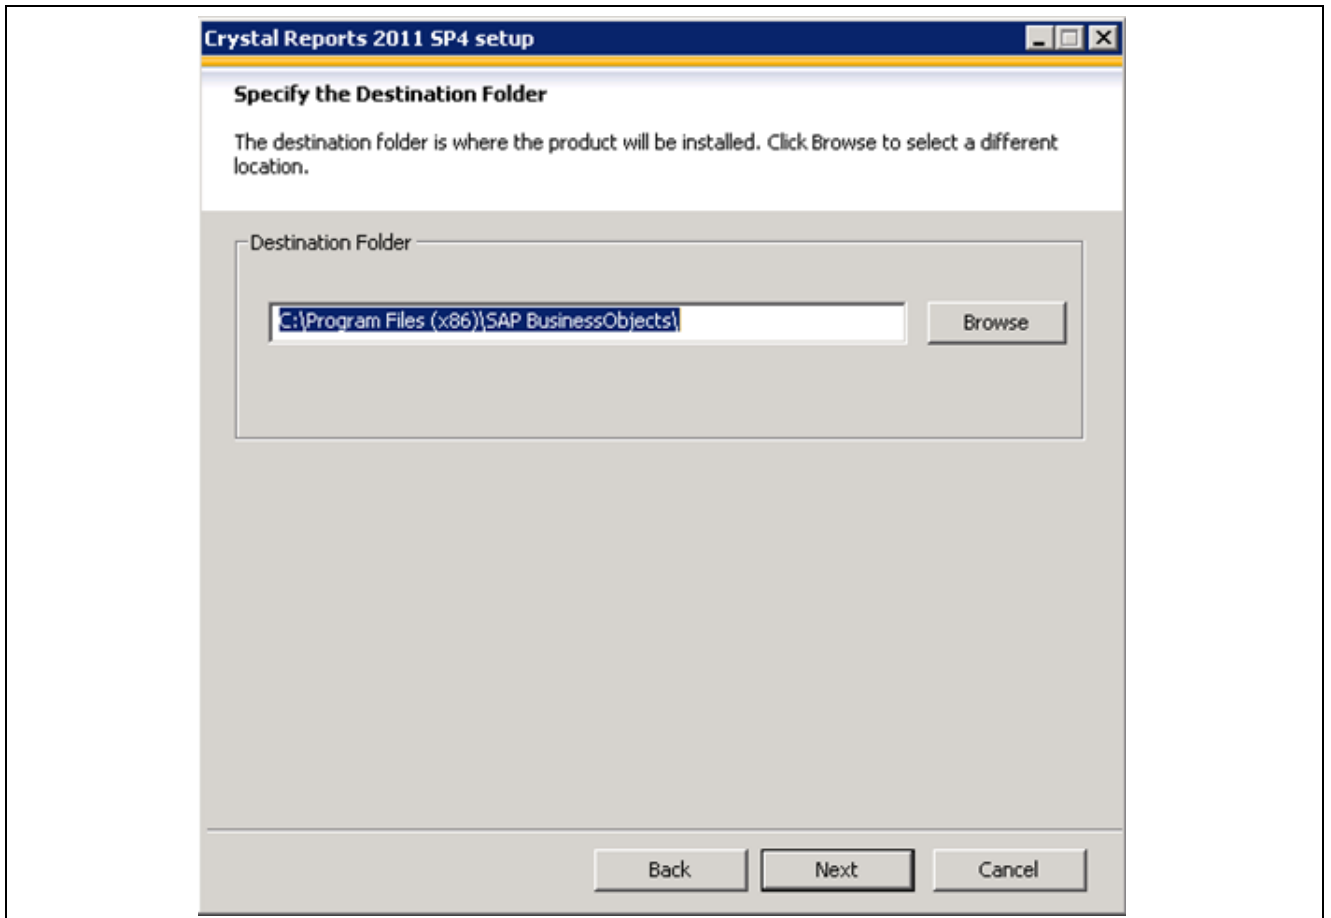 Crystal Reports 2011 SP4 setup
Specify the Destination Folder
The destination folder is where the product will be installed. Click Browse to select a different
location.
Destination Folder
C:\Program Files (x86)\SAP BusinessObjects\
Browse
Back
Next
Cancel